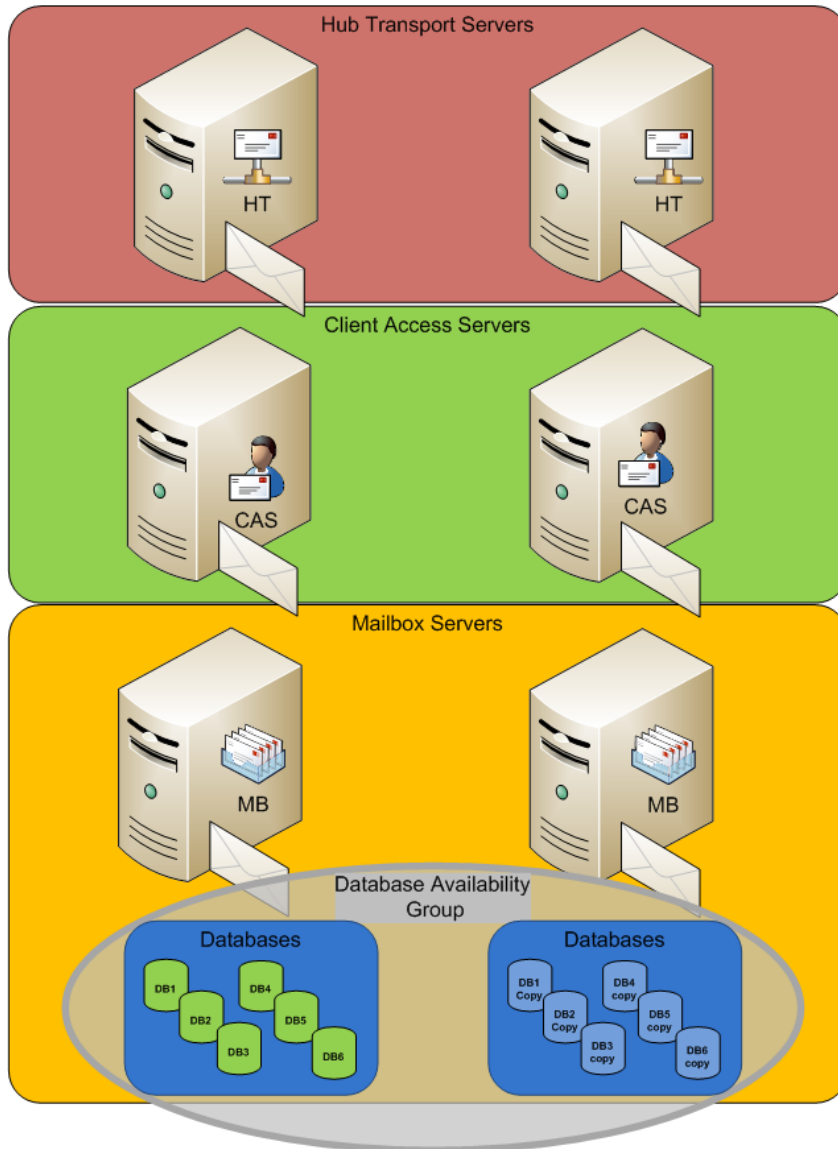 Hub Transport Servers
HT
HT
Client Access Servers
CAS
CAS
Mailbox Servers
MB
MB
Database Availability
Group
Databases
DB1
DB2
DB3
DB4
DB5
DB6
Databases
DB1
Copy
DB2
Copy
DB3
copy
DB4
copy
DB5
copy
DB6
copy